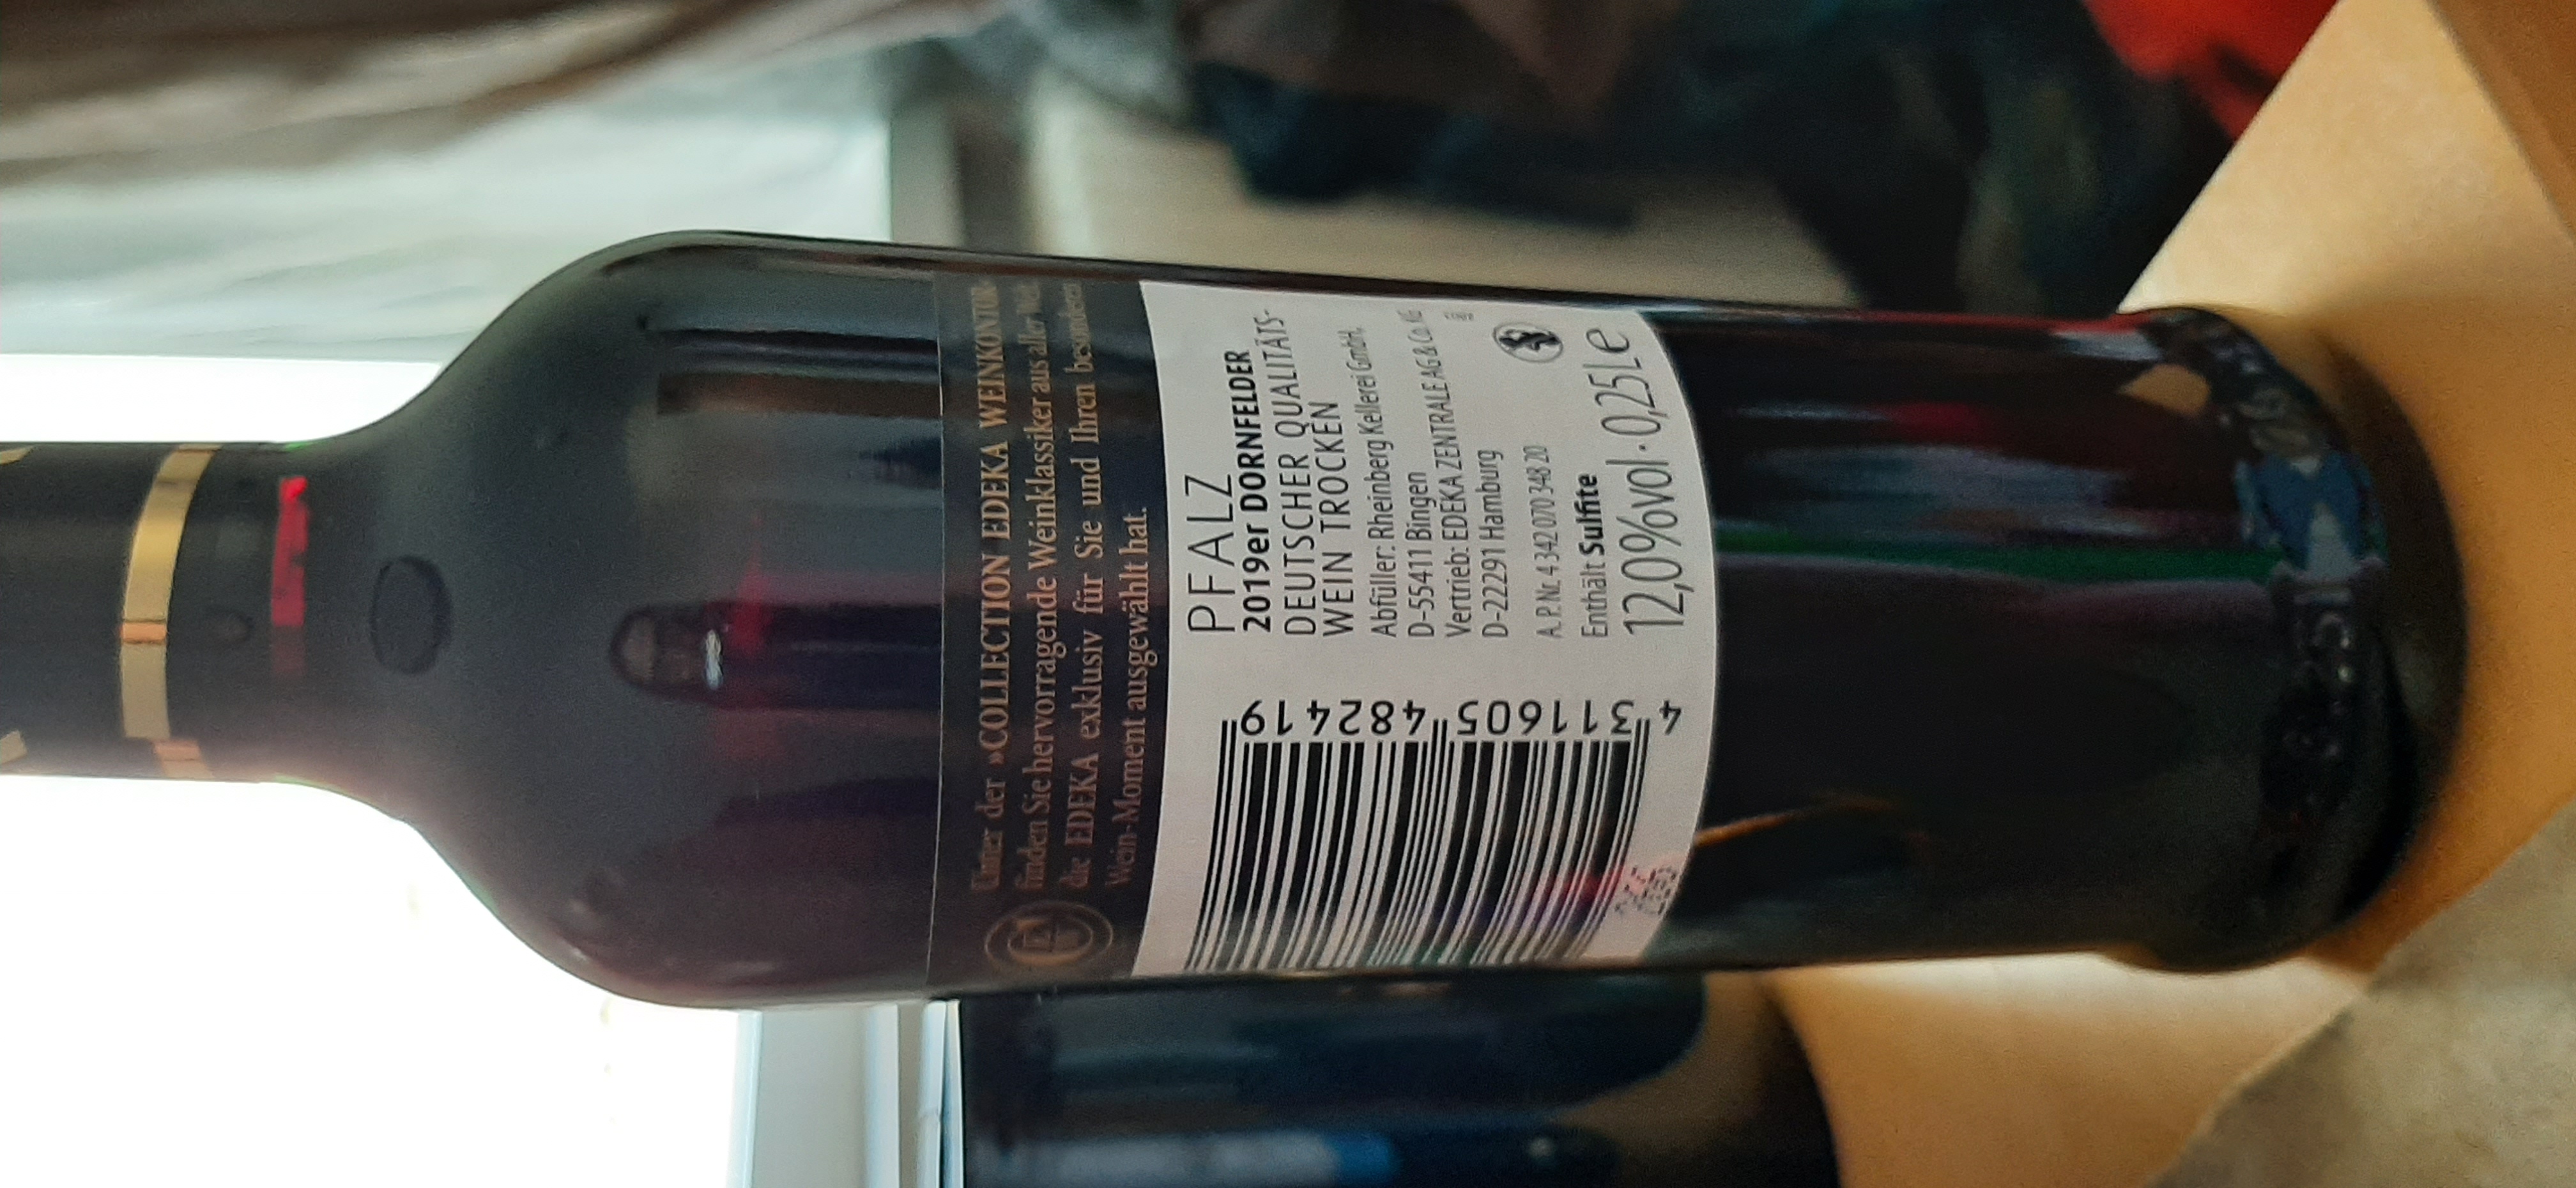 Unter der »COLLECTION EDEKA WEINKONTOR«
finden Sie hervorragende Weinklassiker aus aller Welt,
die EDEKA exklusiv für Sie und Ihren besonderen
Wein-Moment ausgewählt hat.
PFALZ
2019er DORNFELDER
DEUTSCHER QUALITÄTS-
WEIN TROCKEN
Abfüller: Rheinberg Kellerei GmbH,
D-55411 Bingen
Vertrieb: EDEKA ZENTRALE AG & Co. KG
D-22291 Hamburg
A. P. Nr. 4 342 070 348 20
Enthält Sulfite
12,0%vol · 0,25L e
4 311605 482419